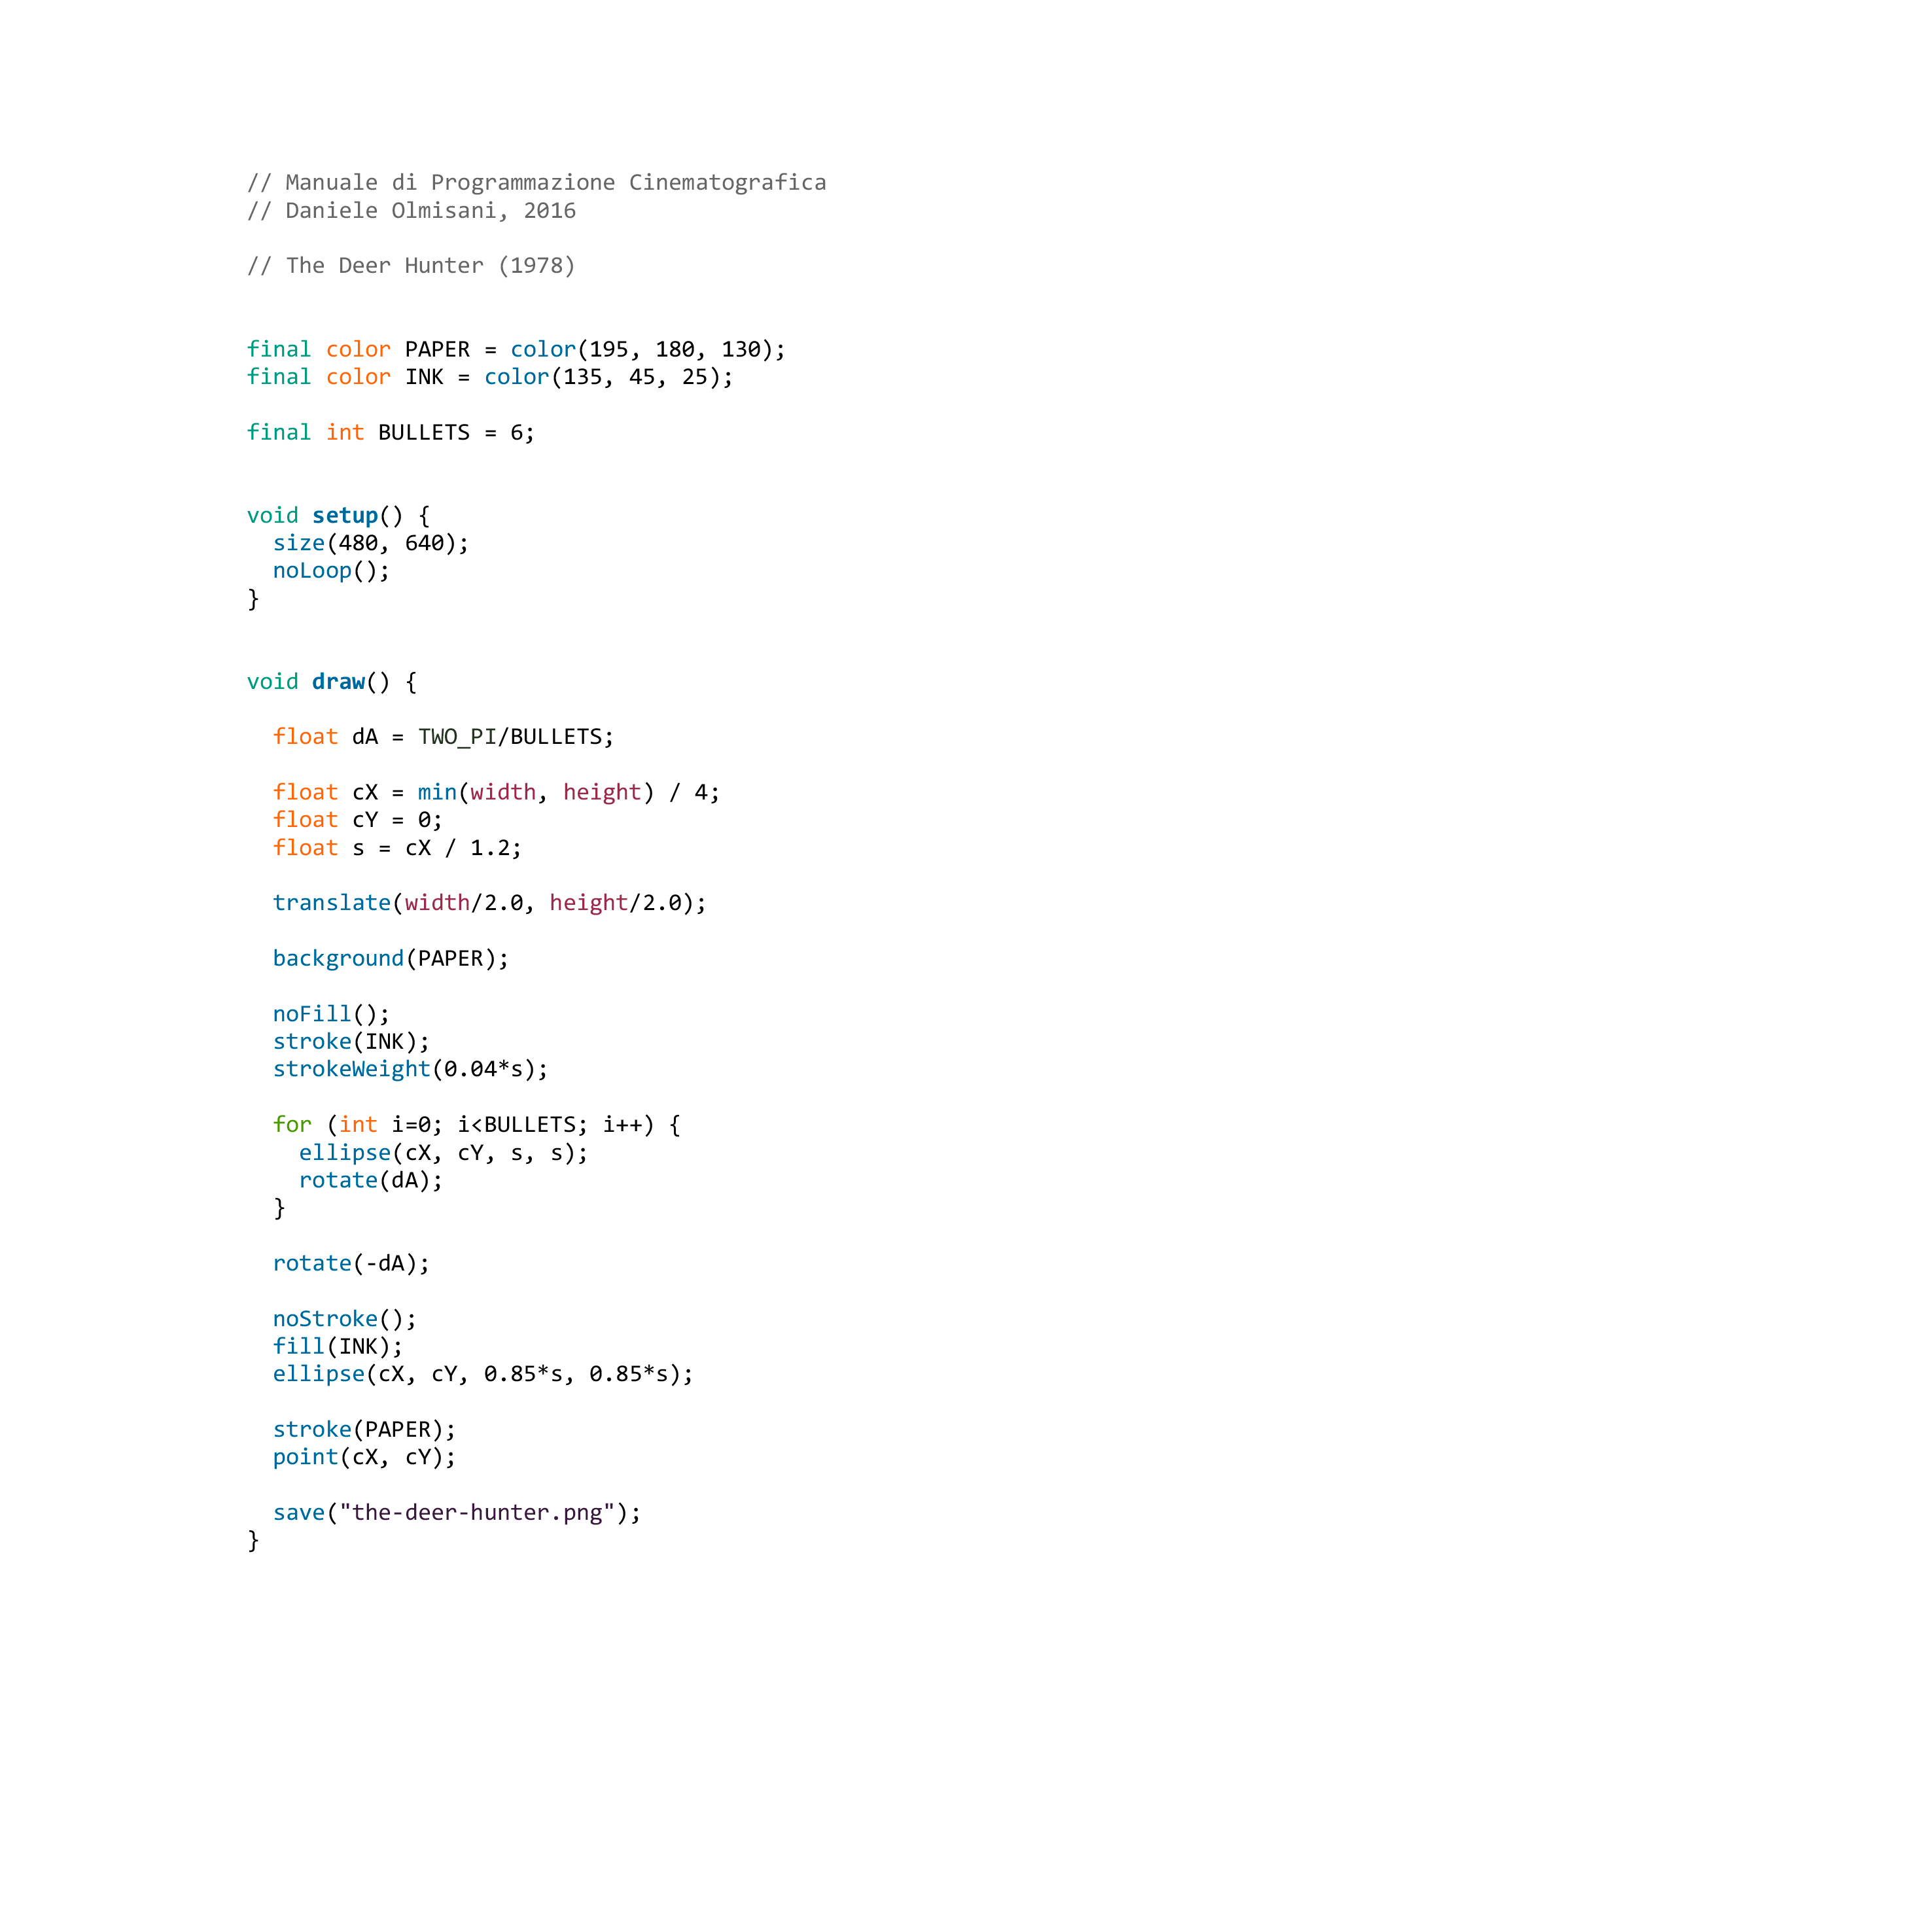 // Manuale di Programmazione Cinematografica
// Daniele Olmisani, 2016

// The Deer Hunter (1978)


final color PAPER = color(195, 180, 130);
final color INK = color(135, 45, 25);

final int BULLETS = 6;


void setup() {
  size(480, 640);
  noLoop();
}


void draw() {

  float dA = TWO_PI/BULLETS;

  float cX = min(width, height) / 4;
  float cY = 0;
  float s = cX / 1.2;

  translate(width/2.0, height/2.0);

  background(PAPER);

  noFill();
  stroke(INK);
  strokeWeight(0.04*s);

  for (int i=0; i<BULLETS; i++) {
    ellipse(cX, cY, s, s);
    rotate(dA);
  }

  rotate(-dA);

  noStroke();
  fill(INK);
  ellipse(cX, cY, 0.85*s, 0.85*s);

  stroke(PAPER);
  point(cX, cY);

  save("the-deer-hunter.png");
}